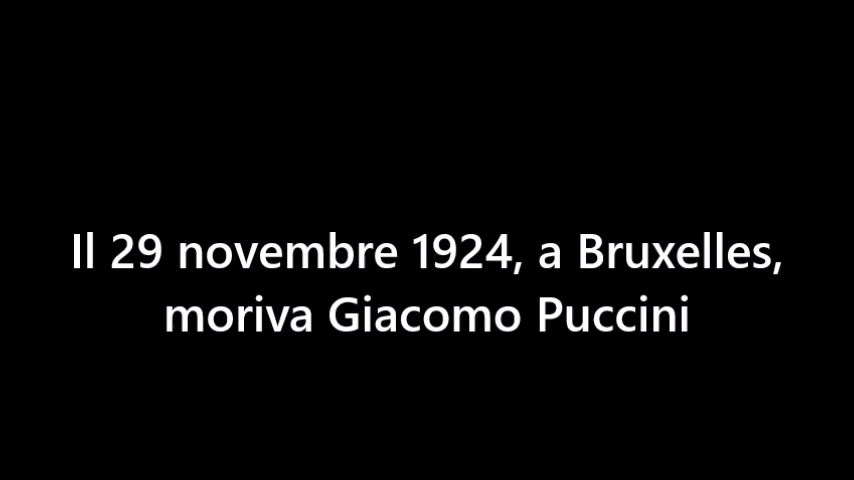 Il 29 novembre 1924, a Bruxelles,
moriva Giacomo Puccini